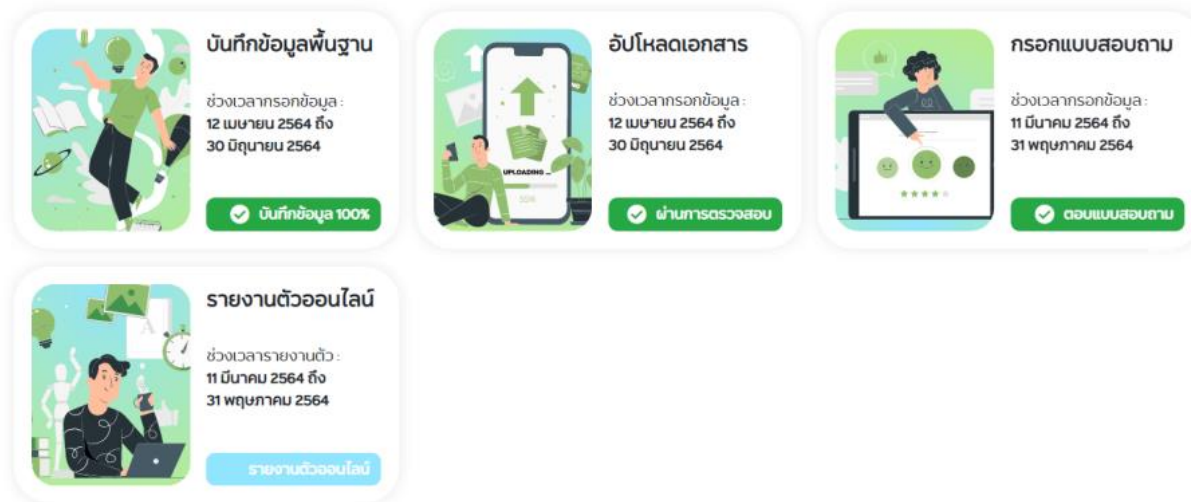 บันทึกข้อมูลพื้นฐาน
ช่วงเวลากรอกข้อมูล :
12 เมษายน 2564 ถึง
30 มิถุนายน 2564
บันทึกข้อมูล 100%
อัปโหลดเอกสาร
ช่วงเวลากรอกข้อมูล :
12 เมษายน 2564 ถึง
30 มิถุนายน 2564
UPLOADING ...
ผ่านการตรวจสอบ
กรอกแบบสอบถาม
ช่วงเวลากรอกข้อมูล :
11 มีนาคม 2564 ถึง
31 พฤษภาคม 2564
ตอบแบบสอบถาม
รายงานตัวออนไลน์
ช่วงเวลารายงานตัว :
11 มีนาคม 2564 ถึง
31 พฤษภาคม 2564
A
รายงานตัวออนไลน์